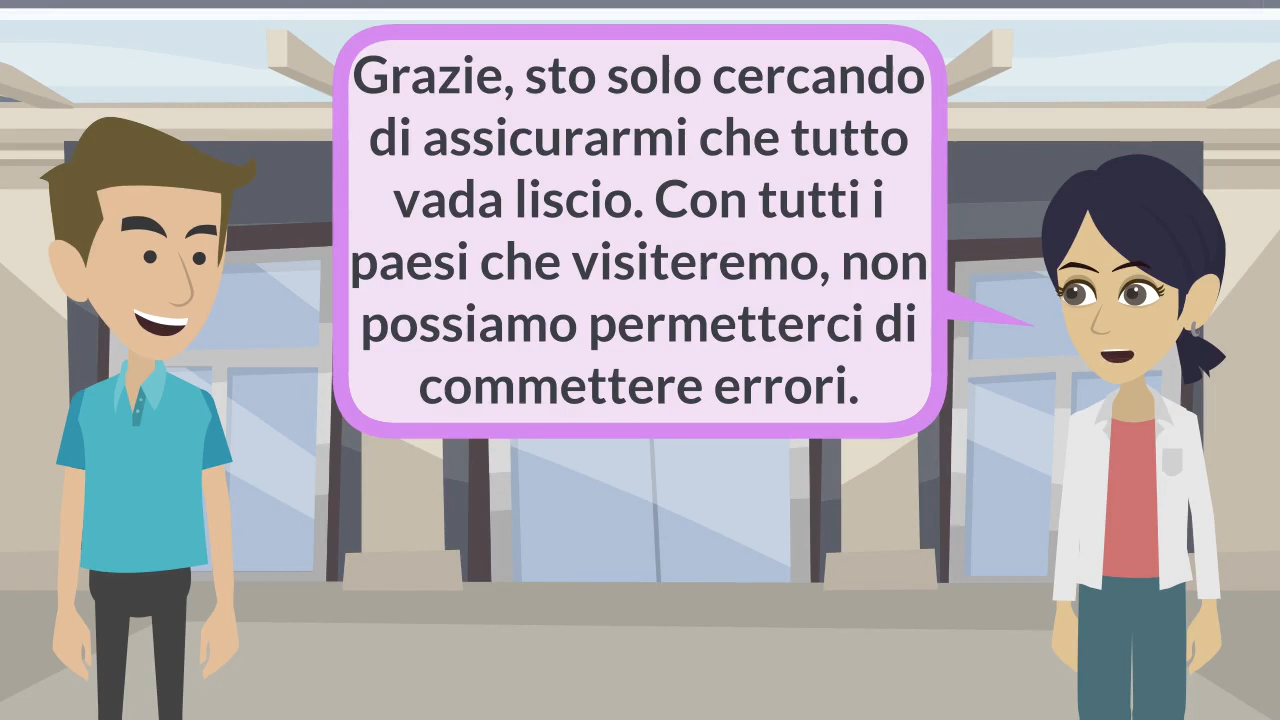 Grazie, sto solo cercando
di assicurarmi che tutto
vada liscio. Con tutti i
paesi che visiteremo, non
possiamo permetterci di
commettere errori.